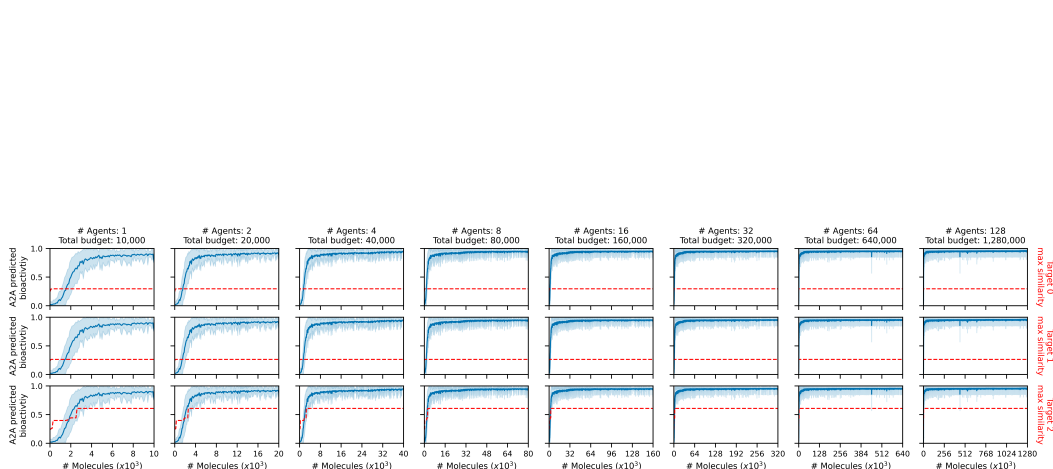 # Agents: 1
Total budget: 10,000
# Agents: 2
Total budget: 20,000
# Agents: 4
Total budget: 40,000
# Agents: 8
Total budget: 80,000
# Agents: 16
Total budget: 160,000
# Agents: 32
Total budget: 320,000
# Agents: 64
Total budget: 640,000
# Agents: 128
Total budget: 1,280,000
A2A predicted
bioactivtiy
1.0
0.5
0.0
Target 0
max similarity
A2A predicted
bioactivtiy
1.0
0.5
0.0
Target 1
max similarity
A2A predicted
bioactivtiy
1.0
0.5
0.0
Target 2
max similarity
0 2 4 6 8 10
0 4 8 12 16 20
0 8 16 24 32 40
0 16 32 48 64 80
0 32 64 96 128 160
0 64 128 192 256 320
0 128 256 384 512 640
0 256 512 768 1024 1280
# Molecules (x10³)
# Molecules (x10³)
# Molecules (x10³)
# Molecules (x10³)
# Molecules (x10³)
# Molecules (x10³)
# Molecules (x10³)
# Molecules (x10³)